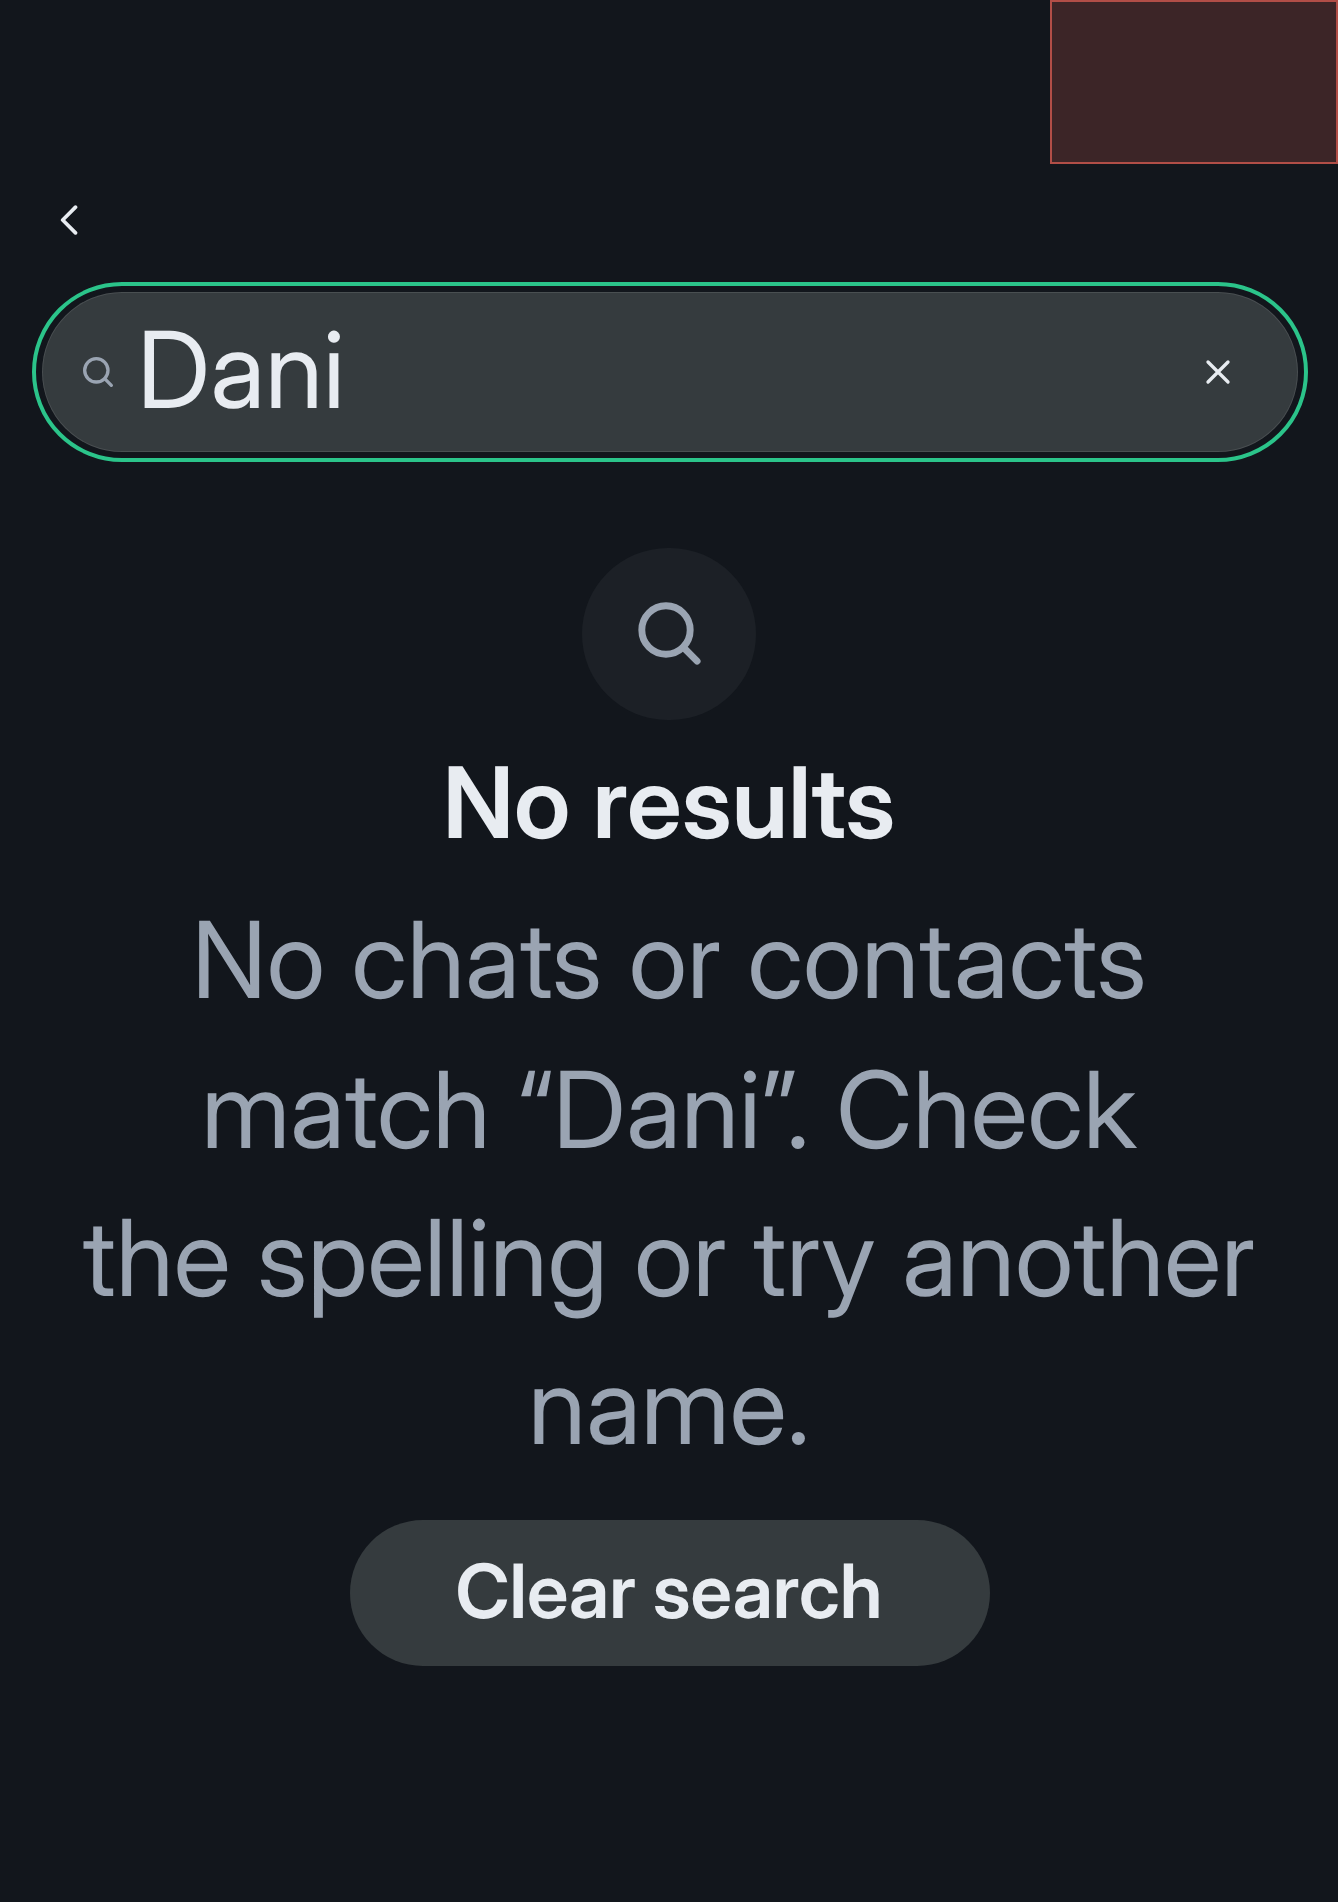 Dani
No results
No chats or contacts
match “Dani”. Check
the spelling or try another
name.
Clear search